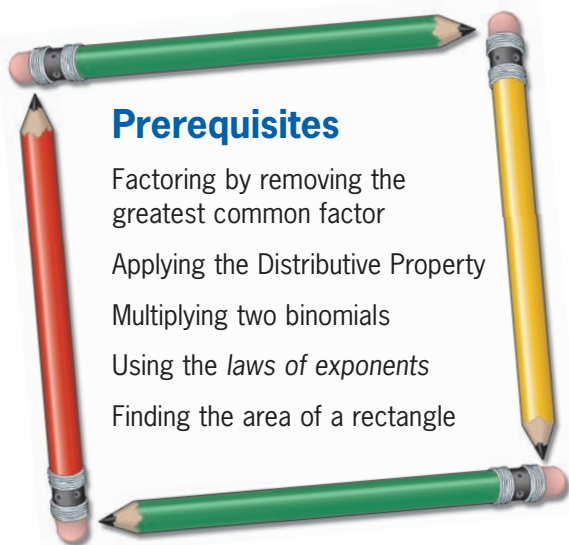 Prerequisites
Factoring by removing the
greatest common factor
Applying the Distributive Property
Multiplying two binomials
Using the laws of exponents
Finding the area of a rectangle